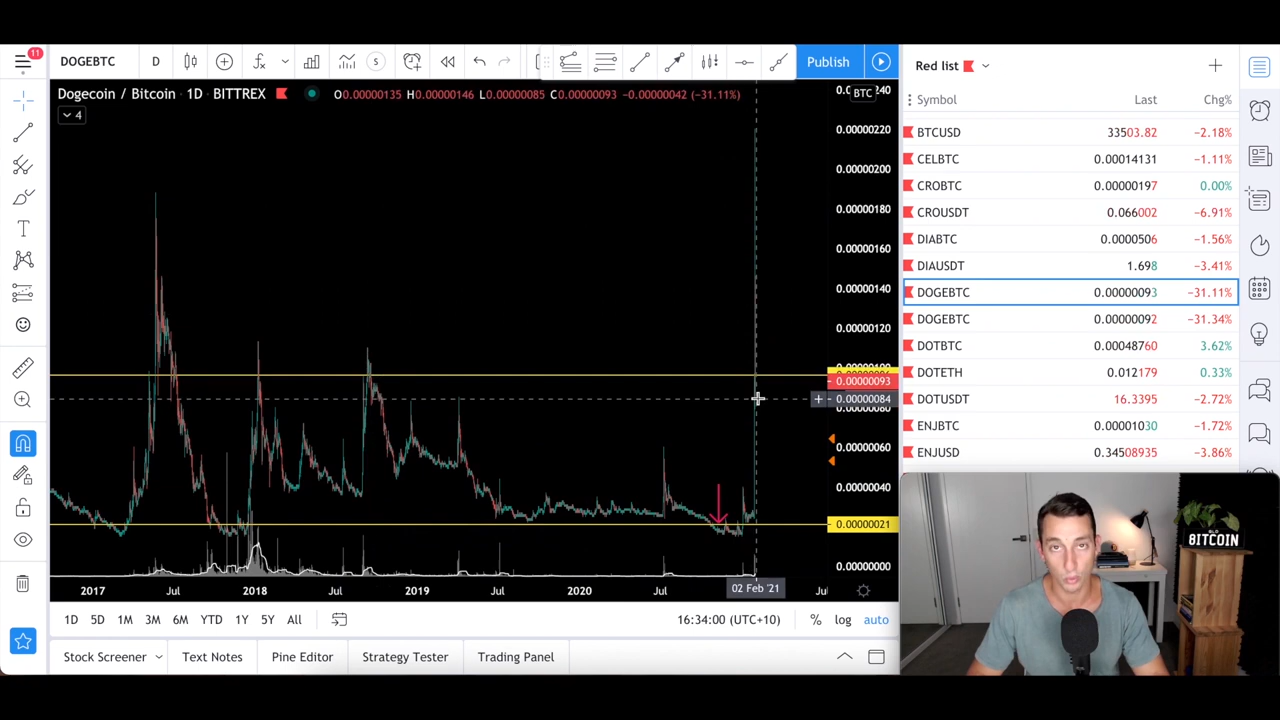 11
DOGEBTC
D
S
Publish
Red list
Dogecoin / Bitcoin · 1D · BITTREX
O0.00000135 H0.00000146 L0.00000085 C0.00000093 −0.00000042 (−31.11%)
BTC
4
0.00000220
0.00000200
0.00000180
0.00000160
0.00000140
0.00000120
0.00000093
0.00000084
0.00000060
0.00000040
0.00000021
0.00000000
2017
Jul
2018
Jul
2019
Jul
2020
Jul
02 Feb '21
Symbol Last Chg%
BTCUSD 33503.82 −2.18%
CELBTC 0.00014131 −1.11%
CROBTC 0.00000197 0.00%
CROUSDT 0.066002 −6.91%
DIABTC 0.0000506 −1.56%
DIAUSDT 1.698 −3.41%
DOGEBTC 0.00000093 −31.11%
DOGEBTC 0.00000092 −31.34%
DOTBTC 0.00048760 3.62%
DOTETH 0.012179 0.33%
DOTUSDT 16.3395 −2.72%
ENJBTC 0.00001030 −1.72%
ENJUSD 0.34508935 −3.86%
1D 5D 1M 3M 6M YTD 1Y 5Y All
16:34:00 (UTC+10) % log auto
Stock Screener Text Notes Pine Editor Strategy Tester Trading Panel
8ITCOIN